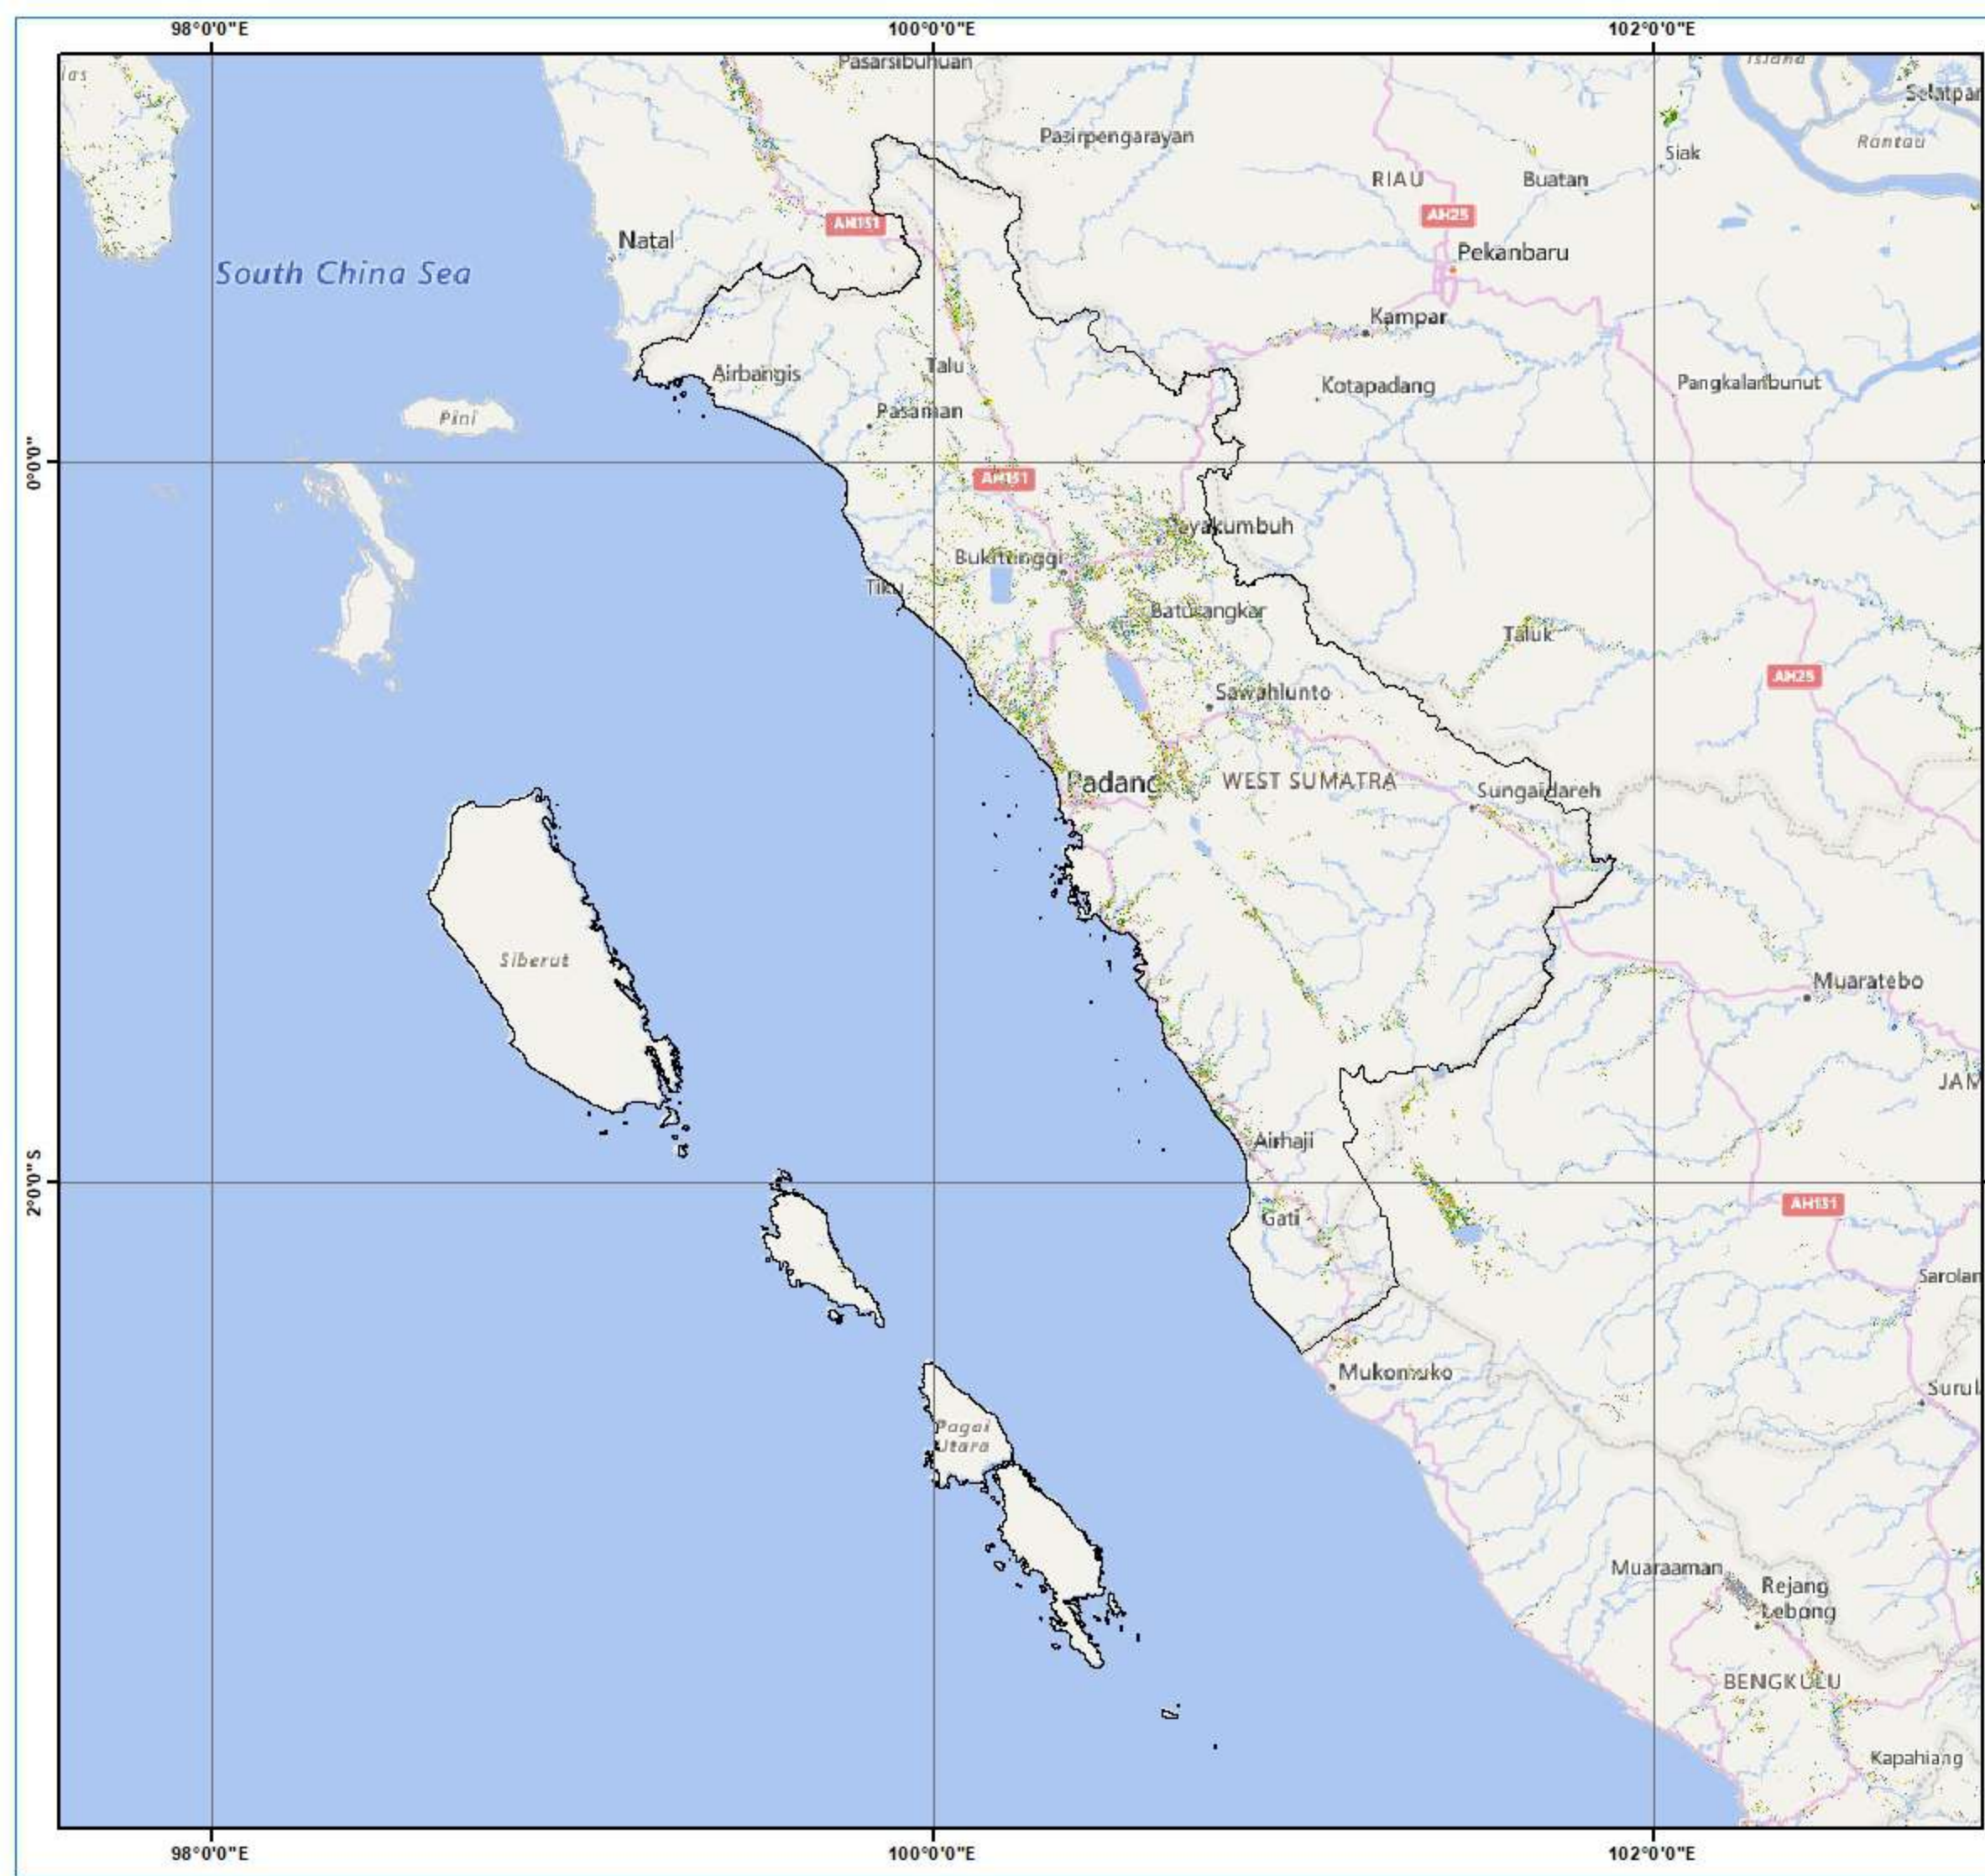 98°0'0"E
100°0'0"E
102°0'0"E
ias
Pasarsibuhuan
Island
Selatpan
Pasirpengarayan
Rantau
Siak
RIAU
Buatan
AH151
AH25
Natal
Pekanbaru
South China Sea
Kampar
Talu
Airbangis
Kotapadang
Pangkalanbunut
Pasaman
Pini
0°0'0"
AH151
Payakumbuh
Bukittinggi
Tiku
Batusangkar
Taluk
AH25
Sawahlunto
Padang
WEST SUMATRA
Sungaidareh
Siberut
Muaratebo
JAM
Airhaji
2°0'0"S
AH151
Gati
Sarolan
Mukomuko
Surul
Pagai
Utara
Muaraaman
Rejang
Lebong
BENGKULU
Kapahiang
98°0'0"E
100°0'0"E
102°0'0"E